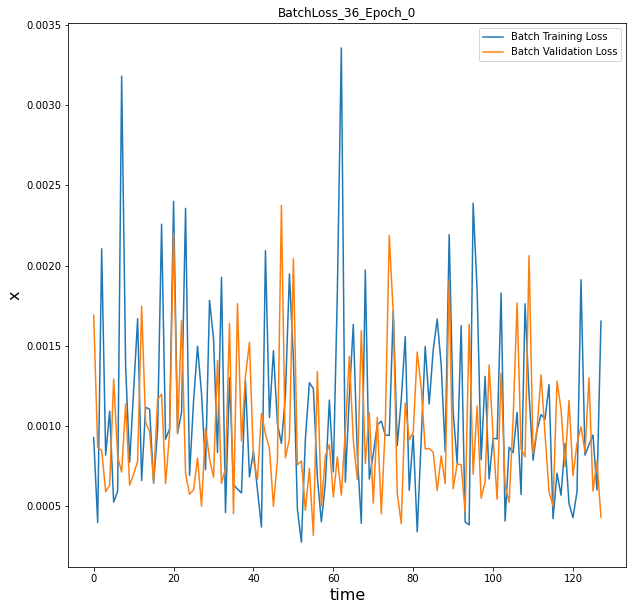 BatchLoss_36_Epoch_0
Batch Training Loss
Batch Validation Loss
0.0035
0.0030
0.0025
0.0020
0.0015
0.0010
0.0005
x
0 20 40 60 80 100 120
time